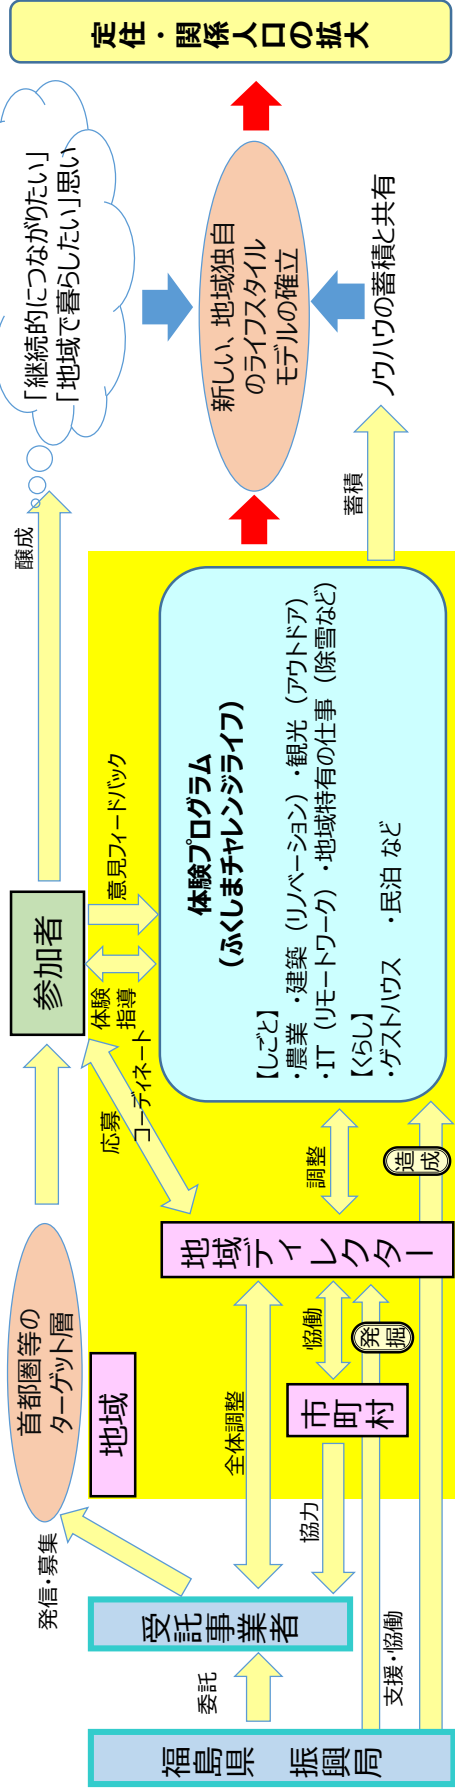 定住・関係人口の拡大
「継続的につながりたい」
「地域で暮らしたい」思い
新しい、地域独自
のライフスタイル
モデルの確立
ノウハウの蓄積と共有
醸成
蓄積
参加者
意見フィードバック
体験
指導
応募
コーディネート
体験プログラム
（ふくしまチャレンジライフ）
【しごと】
・農業 ・建築（リノベーション）・観光（アウトドア）
・IT（リモートワーク）・地域特有の仕事（除雪など）
【くらし】
・ゲストハウス ・民泊 など
調整
造成
地域ディレクター
首都圏等の
ターゲット層
地域
全体調整
協働
発掘
市町村
発信・募集
協力
受託事業者
委託
支援・協働
福島県 振興局